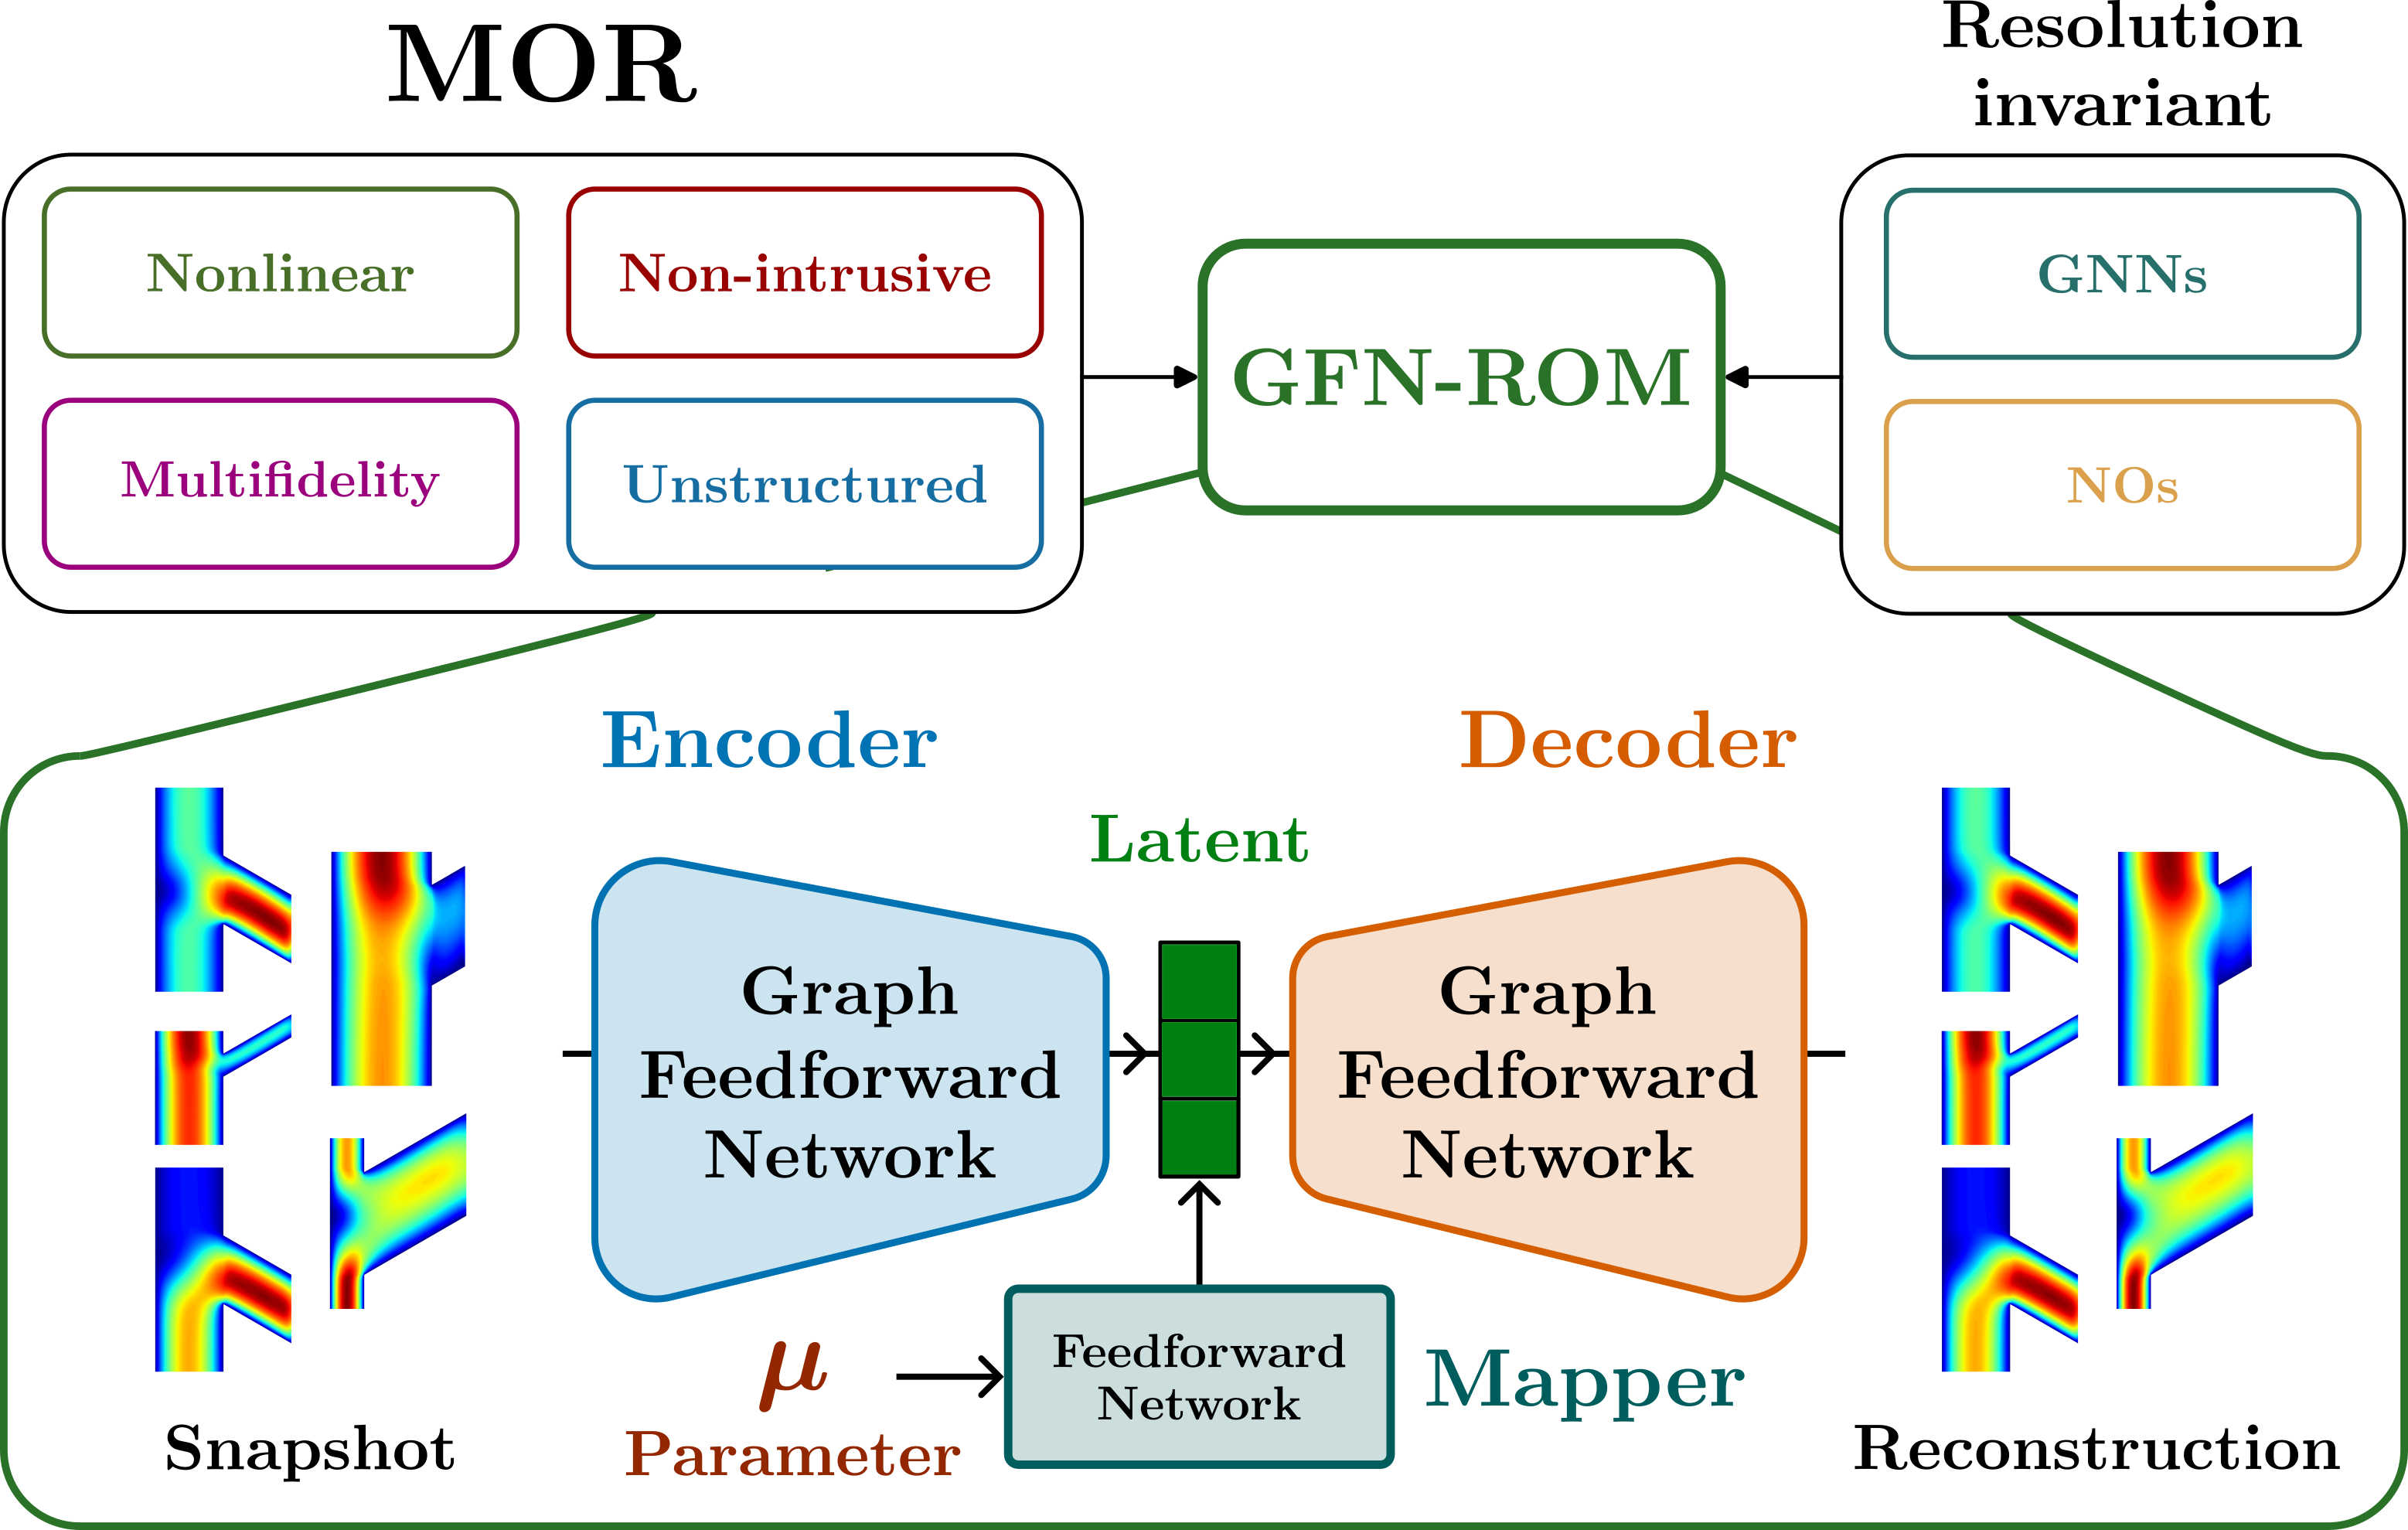 MOR
Resolution
invariant
Nonlinear
Non-intrusive
Multifidelity
Unstructured
GFN-ROM
GNNs
NOs
Encoder
Decoder
Latent
Graph
Feedforward
Network
Graph
Feedforward
Network
Feedforward
Network
μ
Parameter
Mapper
Snapshot
Reconstruction